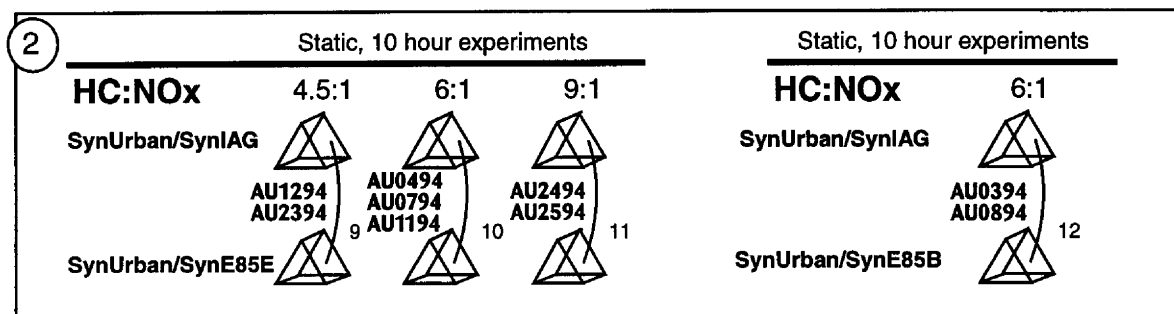 2
Static, 10 hour experiments
HC:NOx 4.5:1 6:1 9:1
SynUrban/SynIAG
AU1294
AU2394
9
AU0494
AU0794
AU1194
10
AU2494
AU2594
11
SynUrban/SynE85E
Static, 10 hour experiments
HC:NOx 6:1
SynUrban/SynIAG
AU0394
AU0894
12
SynUrban/SynE85B